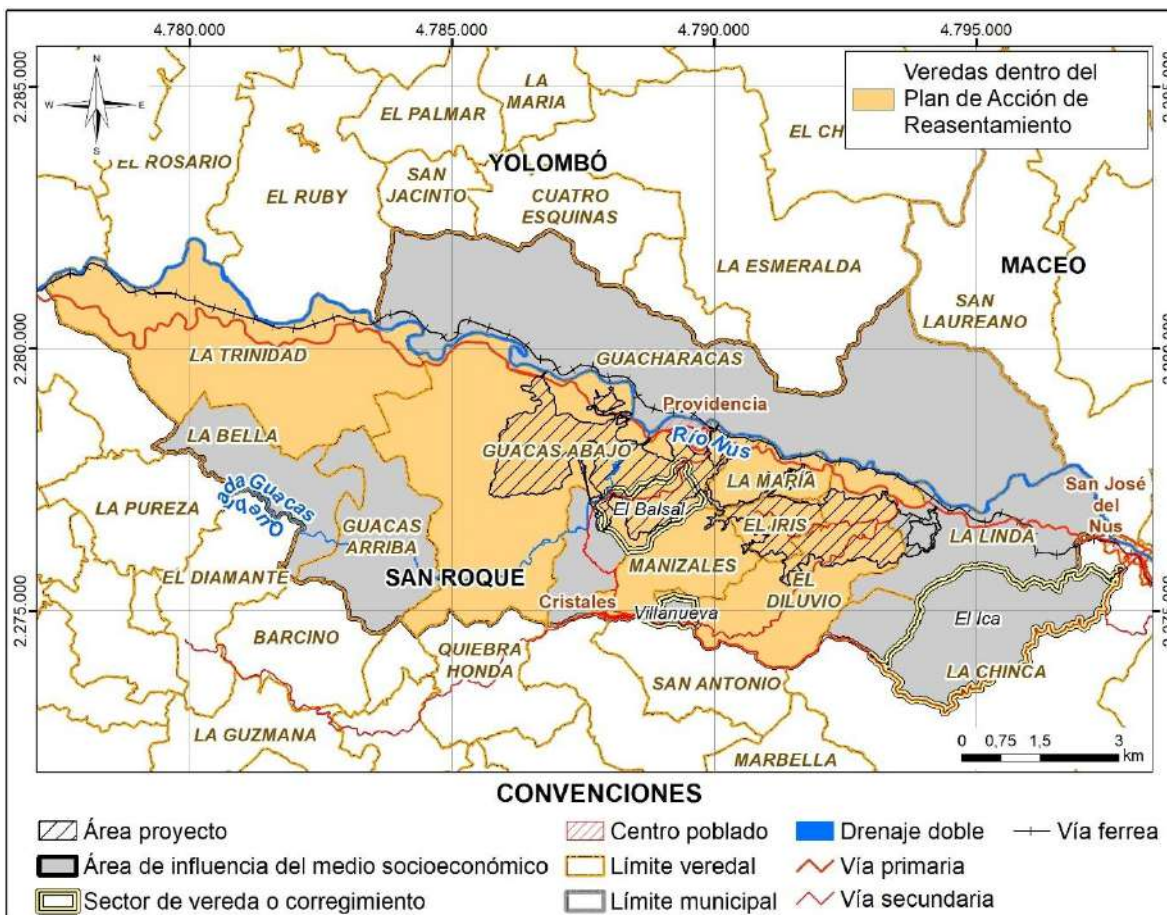 4.780.000
4.785.000
4.790.000
4.795.000
2.285.000
2.280.000
2.275.000
N
W
E
S
Veredas dentro del
Plan de Acción de
Reasentamiento
LA
MARIA
EL PALMAR
EL ROSARIO
YOLOMBÓ
SAN
JACINTO
EL RUBY
CUATRO
ESQUINAS
LA ESMERALDA
MACEO
SAN
LAUREANO
GUACHARACAS
LA TRINIDAD
Providencia
Río Nus
LA BELLA
GUACAS ABAJO
LA MARÍA
San José
del
Nus
LA PUREZA
Quebrada Guacas
GUACAS
ARRIBA
El Balsal
EL IRIS
LA LINDA
EL DIAMANTE
SAN ROQUE
MANIZALES
EL
DILUVIO
Cristales
Villanueva
El Ica
BARCINO
QUIEBRA
HONDA
SAN ANTONIO
LA CHINCA
LA GUZMANA
MARBELLA
0 0,75 1,5 3
km
CONVENCIONES
Área proyecto
Centro poblado
Drenaje doble
Vía ferrea
Área de influencia del medio socioeconómico
Límite veredal
Vía primaria
Sector de vereda o corregimiento
Límite municipal
Vía secundaria